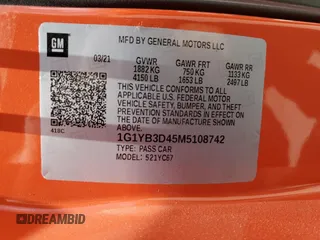 GM
MFD BY GENERAL MOTORS LLC
03/21 GVWR GAWR FRT GAWR RR
1882 KG 750 KG 1133 KG
4150 LB 1653 LB 2497 LB
THIS VEHICLE CONFORMS TO ALL APPLICABLE U.S. FEDERAL MOTOR VEHICLE SAFETY, BUMPER, AND THEFT PREVENTION STANDARDS IN EFFECT ON THE DATE OF MANUFACTURE SHOWN ABOVE.
1G1YB3D45M5108742
TYPE: PASS CAR
MODEL: 521YC67
418C
DREAMBID